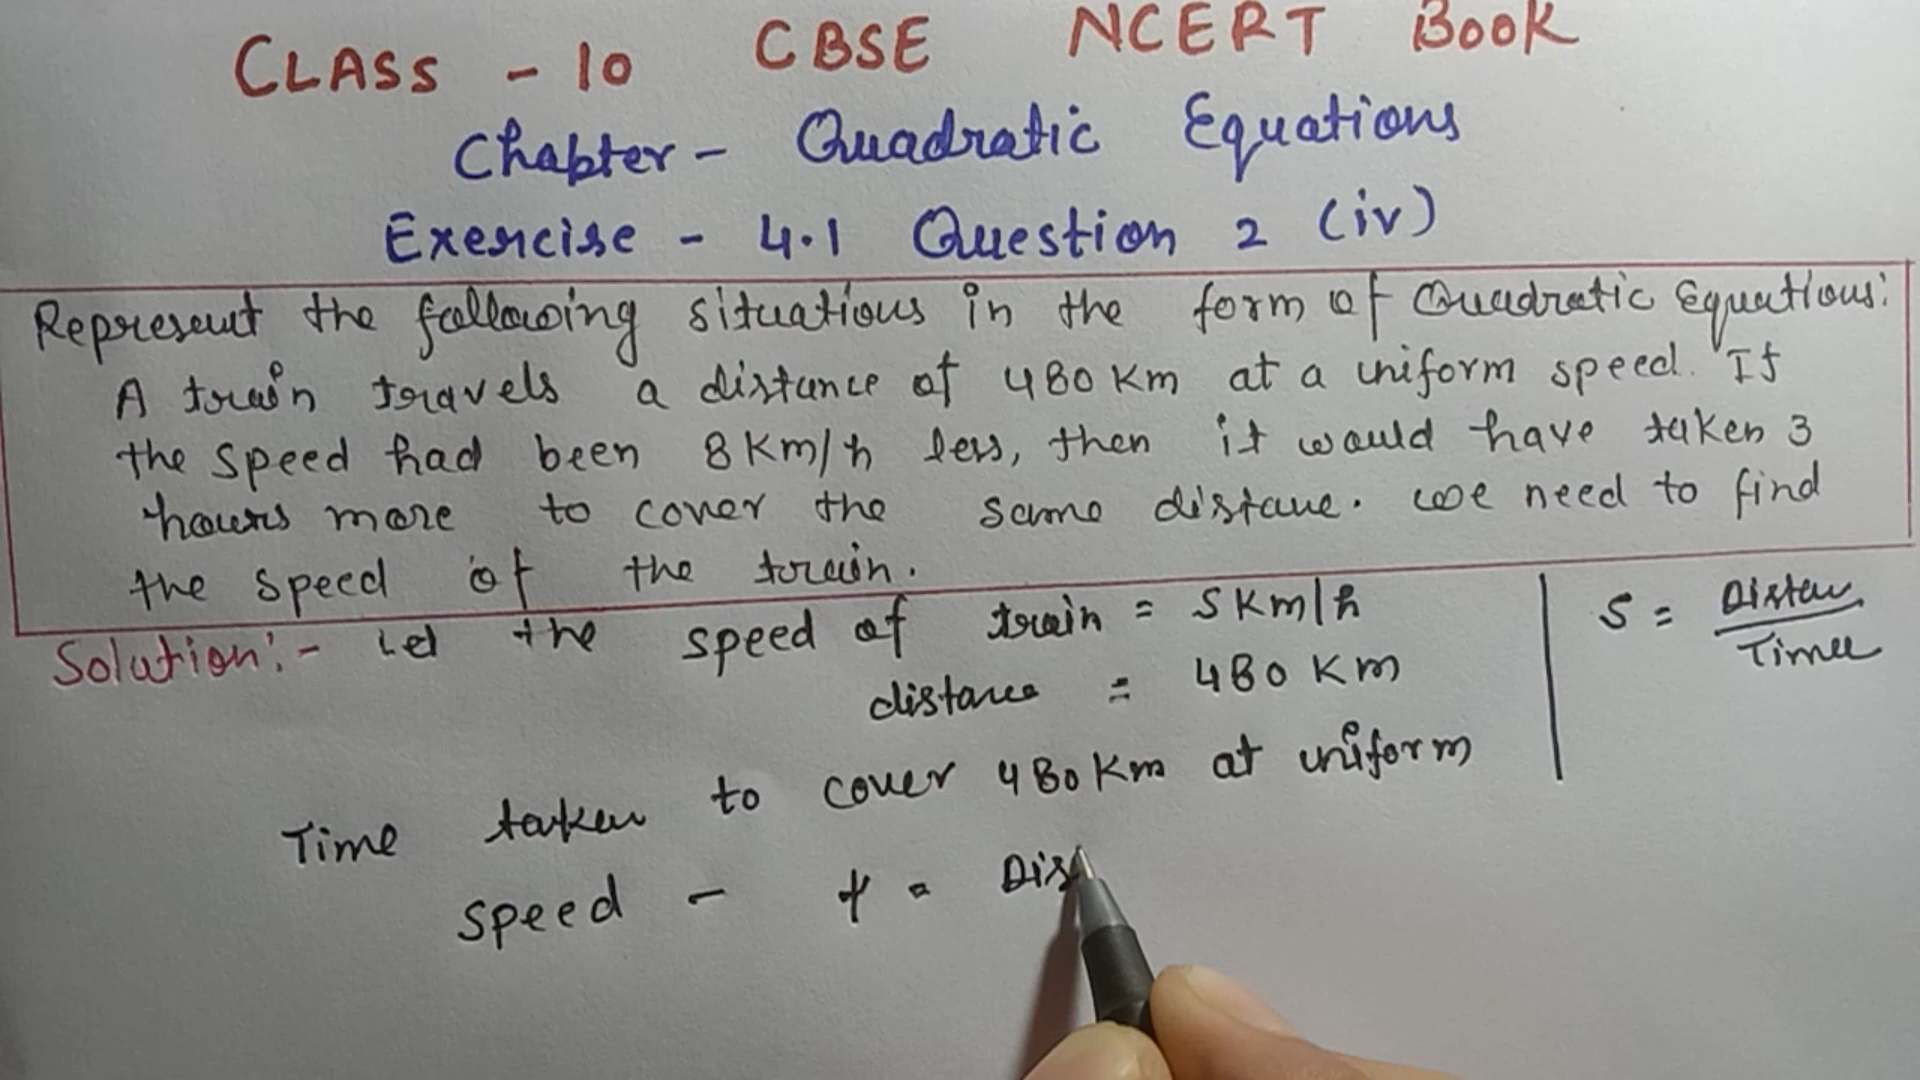 CLASS - 10 CBSE NCERT Book
Chapter - Quadratic Equations
Exercise - 4.1 Question 2 (iv)
Represent the following situations in the form of Quadratic Equations:
A train travels a distance of 480 Km at a uniform speed. If
the speed had been 8 Km/h less, then it would have taken 3
hours more to cover the same distance. we need to find
the speed of the train.
Solution:- Let the speed of train = S Km/h
distance = 480 Km
S = Distan
Time
Time taken to cover 480 Km at uniform
speed - t = Dis